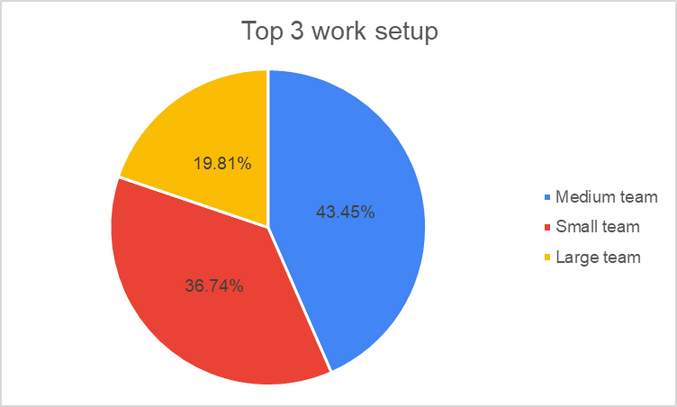 Top 3 work setup
19.81%
43.45%
36.74%
Medium team
Small team
Large team